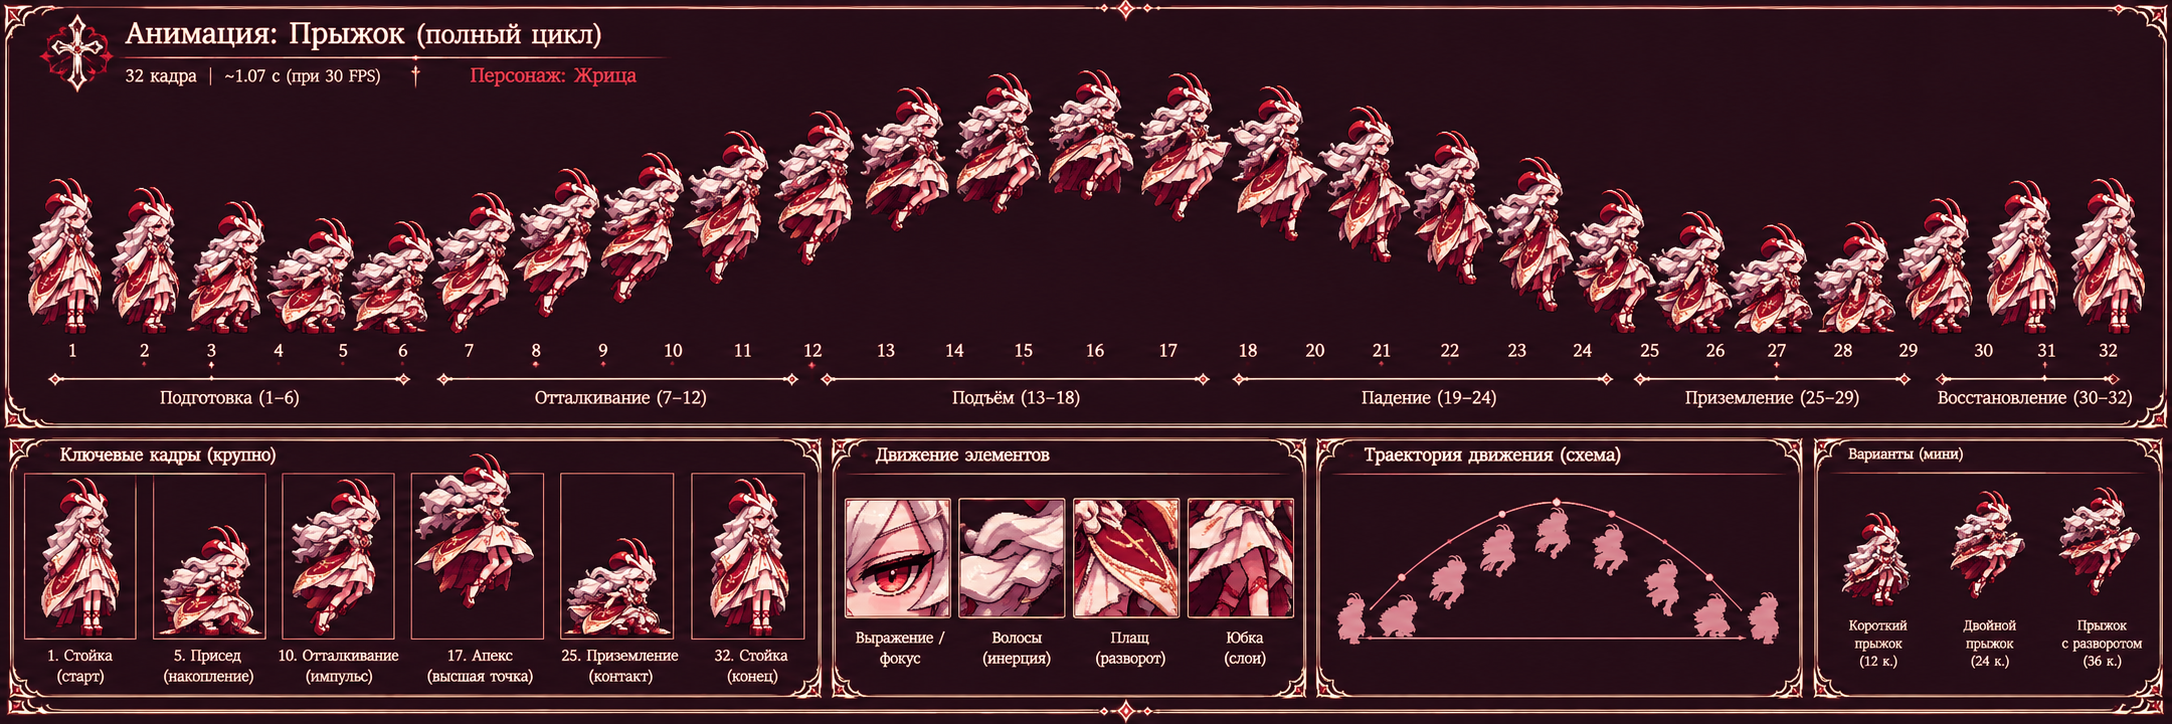 Анимация: Прыжок (полный цикл)
32 кадра | ~1.07 с (при 30 FPS) † Персонаж: Жрица
1 2 3 4 5 6 7 8 9 10 11 12 13 14 15 16 17 18 20 21 22 23 24 25 26 27 28 29 30 31 32
Подготовка (1–6) Отталкивание (7–12) Подъём (13–18) Падение (19–24) Приземление (25–29) Восстановление (30–32)
Ключевые кадры (крупно)
1. Стойка
(старт)
5. Присед
(накопление)
10. Отталкивание
(импульс)
17. Апекс
(высшая точка)
25. Приземление
(контакт)
32. Стойка
(конец)
Движение элементов
Выражение /
фокус
Волосы
(инерция)
Плащ
(разворот)
Юбка
(слои)
Траектория движения (схема)
Варианты (мини)
Короткий
прыжок
(12 к.)
Двойной
прыжок
(24 к.)
Прыжок
с разворотом
(36 к.)